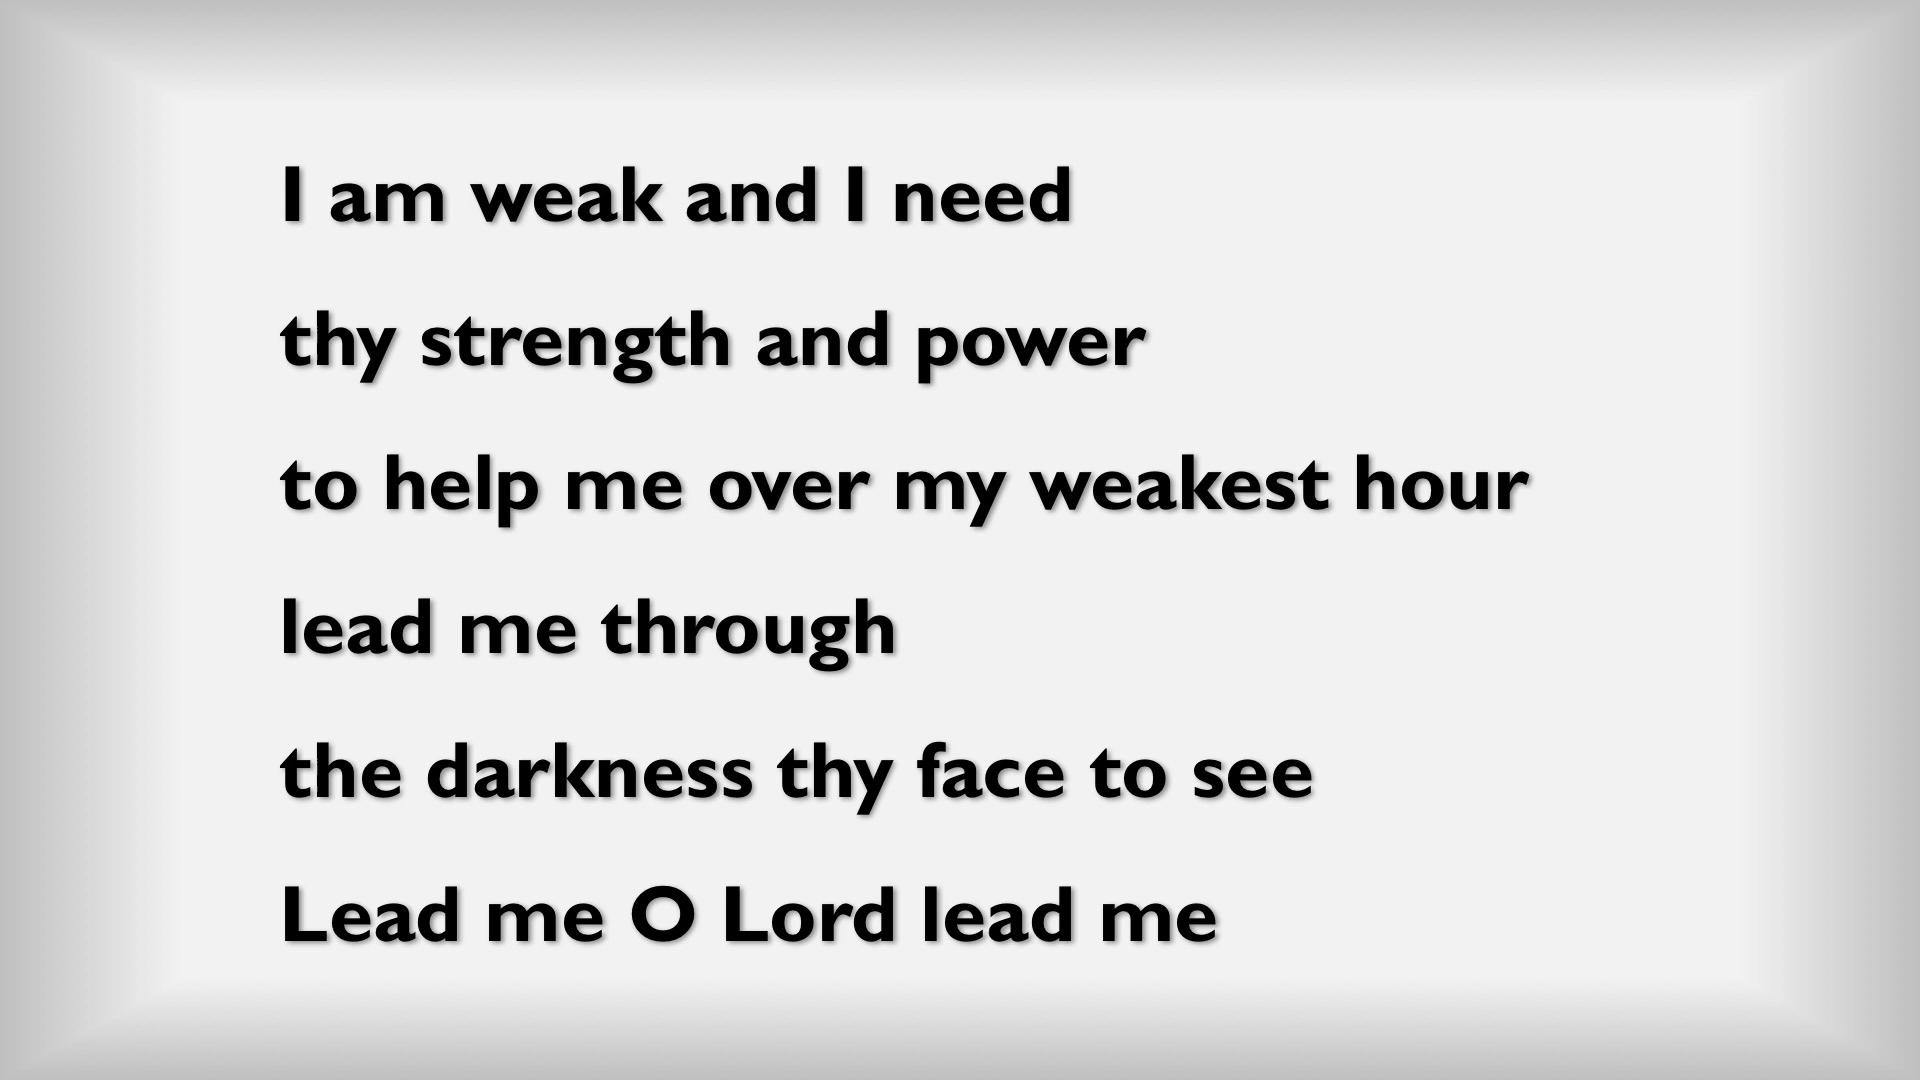 I am weak and I need
thy strength and power
to help me over my weakest hour
lead me through
the darkness thy face to see
Lead me O Lord lead me